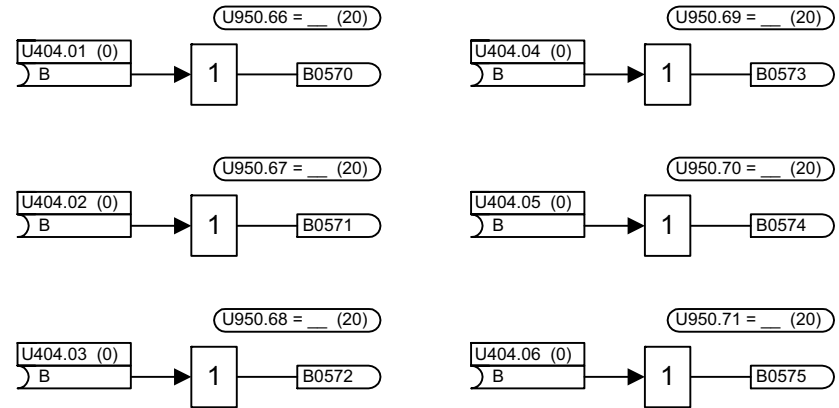 U950.66 = __ (20)
U404.01 (0)
B
1
B0570
U950.69 = __ (20)
U404.04 (0)
B
1
B0573
U950.67 = __ (20)
U404.02 (0)
B
1
B0571
U950.70 = __ (20)
U404.05 (0)
B
1
B0574
U950.68 = __ (20)
U404.03 (0)
B
1
B0572
U950.71 = __ (20)
U404.06 (0)
B
1
B0575